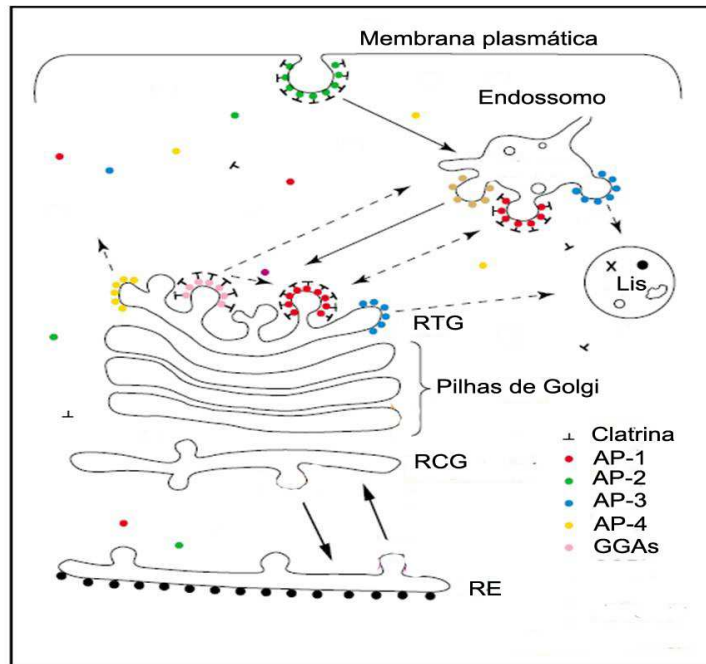 Membrana plasmática
Endossomo
x
Lis
RTG
Pilhas de Golgi
RCG
Clatrina
AP-1
AP-2
AP-3
AP-4
GGAs
RE